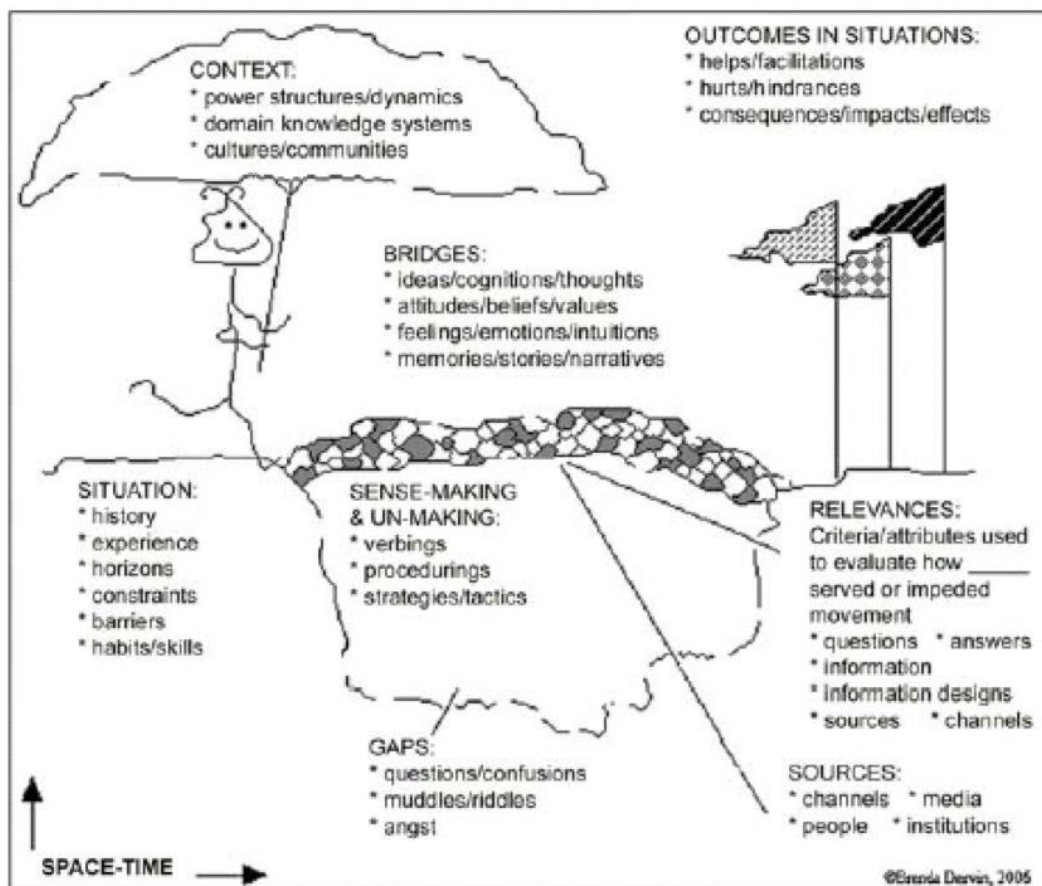 CONTEXT:
* power structures/dynamics
* domain knowledge systems
* cultures/communities
OUTCOMES IN SITUATIONS:
* helps/facilitations
* hurts/hindrances
* consequences/impacts/effects
BRIDGES:
* ideas/cognitions/thoughts
* attitudes/beliefs/values
* feelings/emotions/intuitions
* memories/stories/narratives
SITUATION:
* history
* experience
* horizons
* constraints
* barriers
* habits/skills
SENSE-MAKING
& UN-MAKING:
* verbings
* procedurings
* strategies/tactics
RELEVANCES:
Criteria/attributes used
to evaluate how _____
served or impeded
movement
* questions * answers
* information
* information designs
* sources * channels
GAPS:
* questions/confusions
* muddles/riddles
* angst
SOURCES:
* channels * media
* people * institutions
SPACE-TIME
©Brenda Dervin, 2005